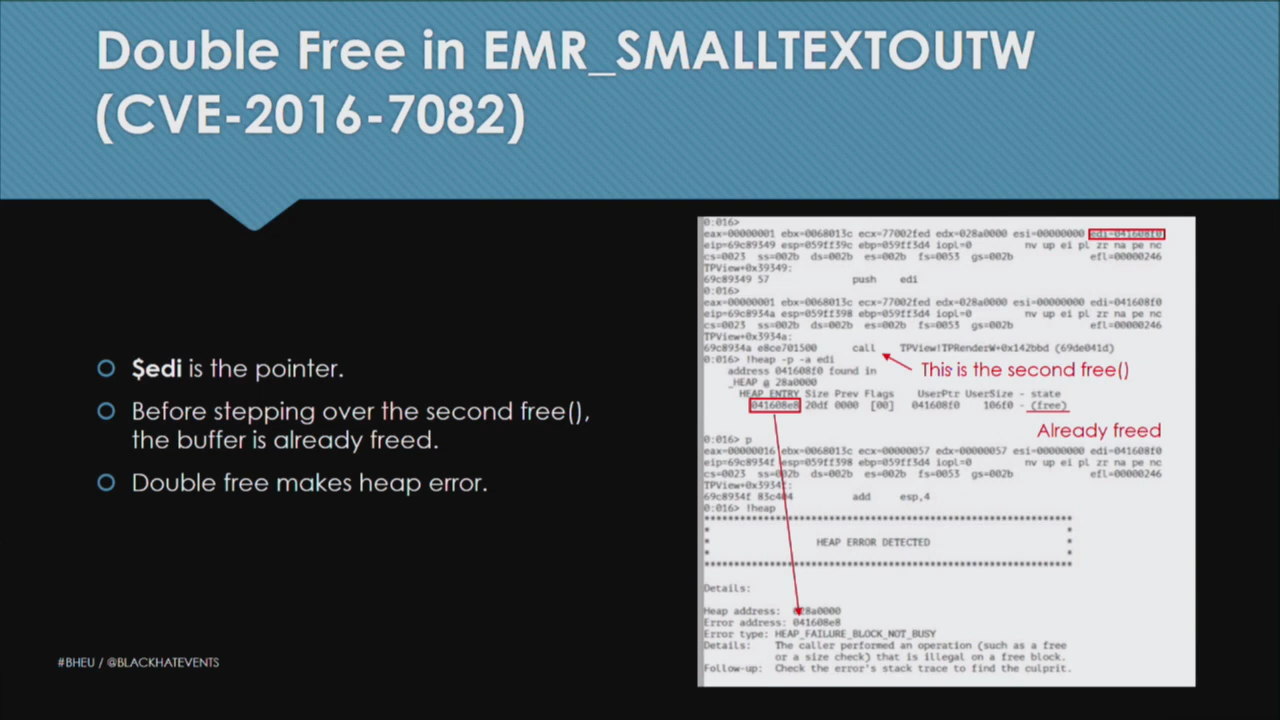 Double Free in EMR_SMALLTEXTOUTW
(CVE-2016-7082)
$edi is the pointer.
Before stepping over the second free(),
the buffer is already freed.
Double free makes heap error.
#BHEU / @BLACKHATEVENTS
0:016>
eax=00000001 ebx=0068013c ecx=77002fed edx=028a0000 esi=00000000 edi=041608f0
eip=69c89349 esp=059ff39c ebp=059ff3d4 iopl=0 nv up ei pl zr na pe nc
cs=0023 ss=002b ds=002b es=002b fs=0053 gs=002b efl=00000246
TPView+0x39349:
69c89349 57 push edi
0:016>
eax=00000001 ebx=0068013c ecx=77002fed edx=028a0000 esi=00000000 edi=041608f0
eip=69c8934a esp=059ff398 ebp=059ff3d4 iopl=0 nv up ei pl zr na pe nc
cs=0023 ss=002b ds=002b es=002b fs=0053 gs=002b efl=00000246
TPView+0x3934a:
69c8934a e8ce701500 call TPView!TPRenderW+0x142bbd (69de041d)
0:016> !heap -p -a edi
This is the second free()
address 041608f0 found in
_HEAP @ 28a0000
HEAP_ENTRY Size Prev Flags UserPtr UserSize - state
041608e8 20df 0000 [00] 041608f0 106f0 - (free)
Already freed
0:016> p
eax=00000016 ebx=0068013c ecx=00000057 edx=00000057 esi=00000000 edi=041608f0
eip=69c8934f esp=059ff398 ebp=059ff3d4 iopl=0 nv up ei pl zr na pe nc
cs=0023 ss=002b ds=002b es=002b fs=0053 gs=002b efl=00000246
TPView+0x3934f:
69c8934f 83c404 add esp,4
0:016> !heap
**************************************************************
* *
* HEAP ERROR DETECTED *
* *
**************************************************************
Details:
Heap address: 028a0000
Error address: 041608e8
Error type: HEAP_FAILURE_BLOCK_NOT_BUSY
Details: The caller performed an operation (such as a free
or a size check) that is illegal on a free block.
Follow-up: Check the error's stack trace to find the culprit.